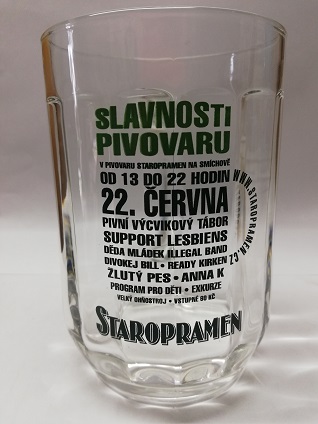 SLAVNOSTI
PIVOVARU
V PIVOVARU STAROPRAMEN NA SMÍCHOVĚ
OD 13 DO 22 HODIN
22. ČERVNA
PIVNÍ VÝCVIKOVÝ TÁBOR
SUPPORT LESBIENS
DĚDA MLÁDEK ILLEGAL BAND
DIVOKEJ BILL • READY KIRKEN
ŽLUTÝ PES • ANNA K
PROGRAM PRO DĚTI • EXKURZE
VELKÝ OHŇOSTROJ • VSTUPNÉ 60 KČ
STAROPRAMEN
WWW.STAROPRAMEN.CZ